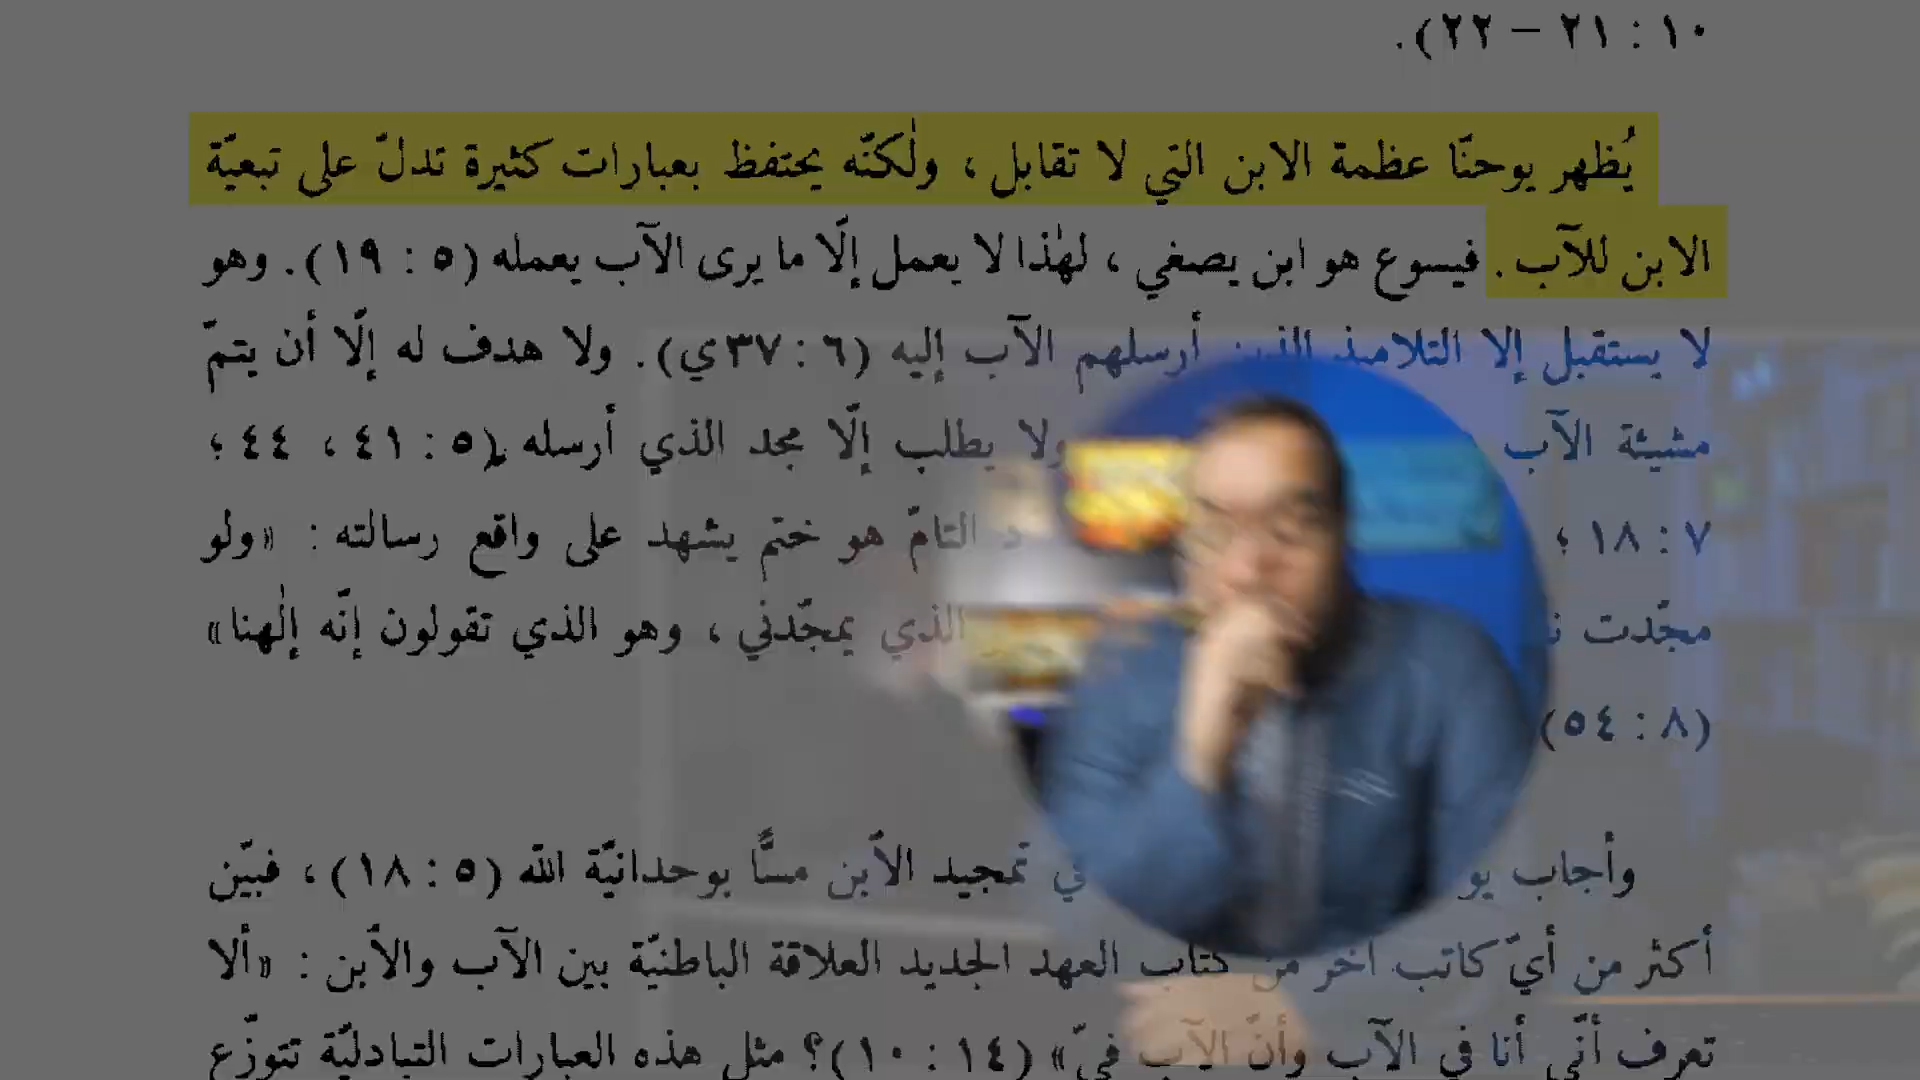 ١٠ : ٢١ – ٢٢).
يُظهر يوحنّا عظمة الابن التي لا تقابل ، ولٰكنّه يحتفظ بعبارات كثيرة تدلّ على تبعيّة
الابن للآب . فيسوع هو ابن يصغي ، لهٰذا لا يعمل إلّا ما يرى الآب يعمله (٥ : ١٩) . وهو
لا يستقبل إلا التلاميذ الذين أرسلهم الآب إليه (٦ : ٣٧ي) . ولا هدف له إلّا أن يتمّ
مشيئة الآب ولا يطلب إلّا مجد الذي أرسله (٥ : ٤١ ، ٤٤ ؛
٧ : ١٨ ؛ التامّ هو ختم يشهد على واقع رسالته : «ولو
مجّدت الذي يمجّدني ، وهو الذي تقولون إنّه إلٰهنا»
(٨ : ٥٤)
وأجاب تمجيد الابن مسًّا بوحدانيّة الله (٥ : ١٨) ، فبيّن
أكثر من أيّ كاتب آخر من كتاب العهد الجديد العلاقة الباطنيّة بين الآب والأبن : «ألا
تعرف أنّي أنا في الآب وأنّ الآب فيّ» (١٤ : ١٠)؟ مثل هذه العبارات التبادليّة تتوزّع